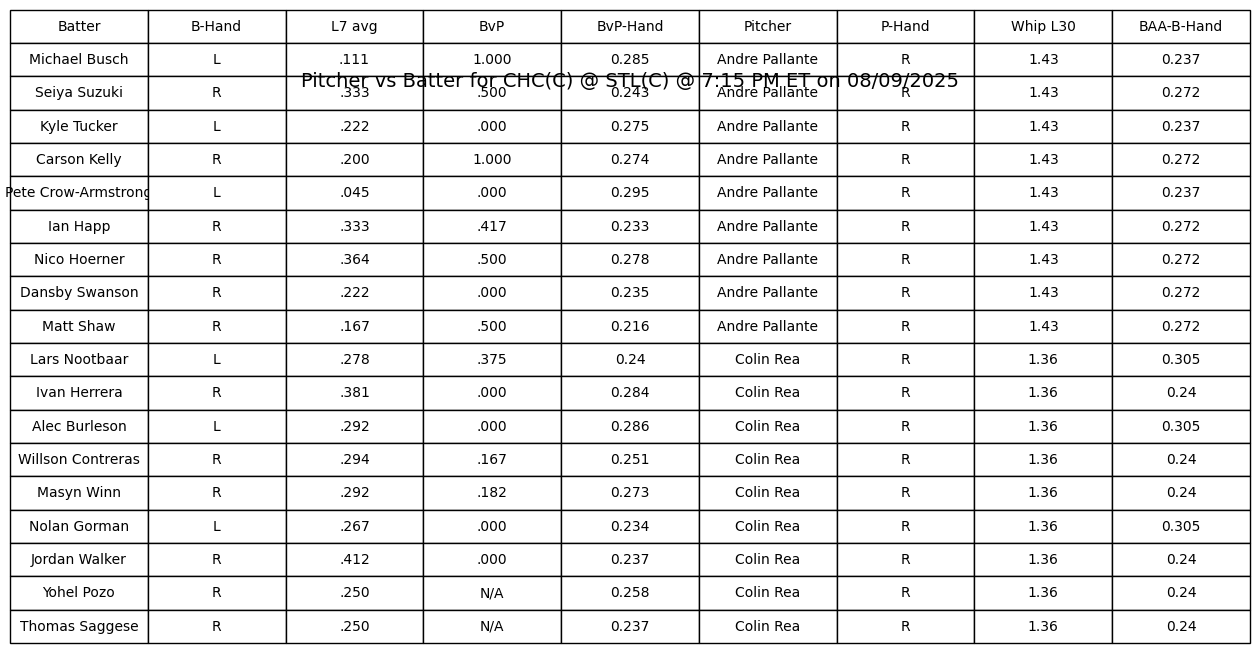 Batter B-Hand L7 avg BvP BvP-Hand Pitcher P-Hand Whip L30 BAA-B-Hand
Michael Busch L .111 1.000 0.285 Andre Pallante R 1.43 0.237
Pitcher vs Batter for CHC(C) @ STL(C) @ 7:15 PM ET on 08/09/2025
Seiya Suzuki R .333 .500 0.243 Andre Pallante R 1.43 0.272
Kyle Tucker L .222 .000 0.275 Andre Pallante R 1.43 0.237
Carson Kelly R .200 1.000 0.274 Andre Pallante R 1.43 0.272
Pete Crow-Armstrong L .045 .000 0.295 Andre Pallante R 1.43 0.237
Ian Happ R .333 .417 0.233 Andre Pallante R 1.43 0.272
Nico Hoerner R .364 .500 0.278 Andre Pallante R 1.43 0.272
Dansby Swanson R .222 .000 0.235 Andre Pallante R 1.43 0.272
Matt Shaw R .167 .500 0.216 Andre Pallante R 1.43 0.272
Lars Nootbaar L .278 .375 0.24 Colin Rea R 1.36 0.305
Ivan Herrera R .381 .000 0.284 Colin Rea R 1.36 0.24
Alec Burleson L .292 .000 0.286 Colin Rea R 1.36 0.305
Willson Contreras R .294 .167 0.251 Colin Rea R 1.36 0.24
Masyn Winn R .292 .182 0.273 Colin Rea R 1.36 0.24
Nolan Gorman L .267 .000 0.234 Colin Rea R 1.36 0.305
Jordan Walker R .412 .000 0.237 Colin Rea R 1.36 0.24
Yohel Pozo R .250 N/A 0.258 Colin Rea R 1.36 0.24
Thomas Saggese R .250 N/A 0.237 Colin Rea R 1.36 0.24